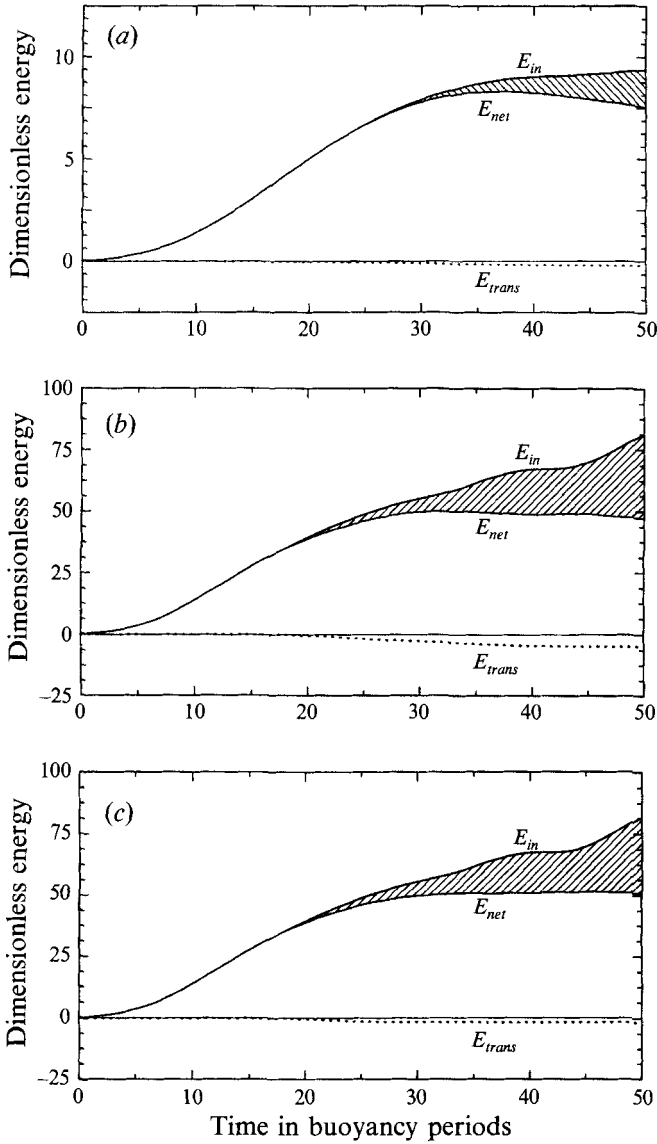 (a)
Dimensionless energy
10
5
0
E_in
E_net
E_trans
0 10 20 30 40 50
(b)
Dimensionless energy
100
75
50
25
0
−25
E_in
E_net
E_trans
0 10 20 30 40 50
(c)
Dimensionless energy
100
75
50
25
0
−25
E_in
E_net
E_trans
0 10 20 30 40 50
Time in buoyancy periods